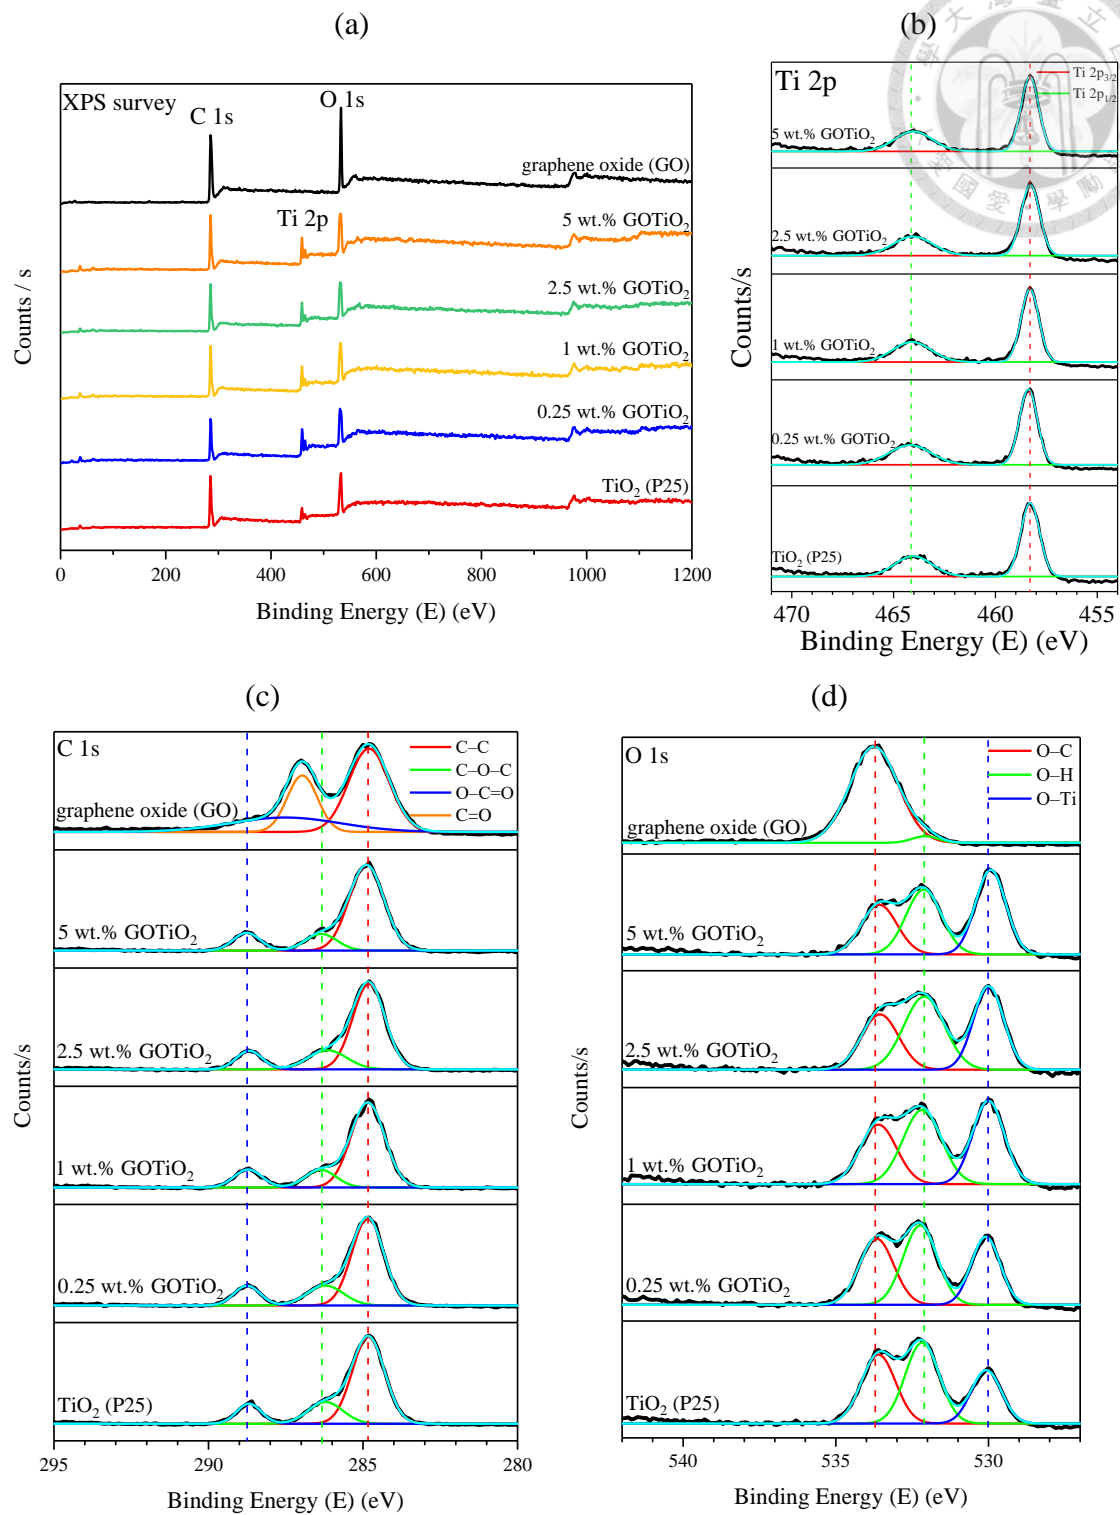 (a)
XPS survey
C 1s
O 1s
graphene oxide (GO)
Ti 2p
5 wt.% GOTiO₂
2.5 wt.% GOTiO₂
1 wt.% GOTiO₂
0.25 wt.% GOTiO₂
TiO₂ (P25)
Counts / s
0 200 400 600 800 1000 1200
Binding Energy (E) (eV)
(b)
Ti 2p
Ti 2p₃/₂
Ti 2p₁/₂
5 wt.% GOTiO₂
2.5 wt.% GOTiO₂
1 wt.% GOTiO₂
0.25 wt.% GOTiO₂
TiO₂ (P25)
Counts/s
470 465 460 455
Binding Energy (E) (eV)
(c)
C 1s
C–C
C–O–C
O–C=O
C=O
graphene oxide (GO)
5 wt.% GOTiO₂
2.5 wt.% GOTiO₂
1 wt.% GOTiO₂
0.25 wt.% GOTiO₂
TiO₂ (P25)
Counts/s
295 290 285 280
Binding Energy (E) (eV)
(d)
O 1s
O–C
O–H
O–Ti
graphene oxide (GO)
5 wt.% GOTiO₂
2.5 wt.% GOTiO₂
1 wt.% GOTiO₂
0.25 wt.% GOTiO₂
TiO₂ (P25)
Counts/s
540 535 530
Binding Energy (E) (eV)